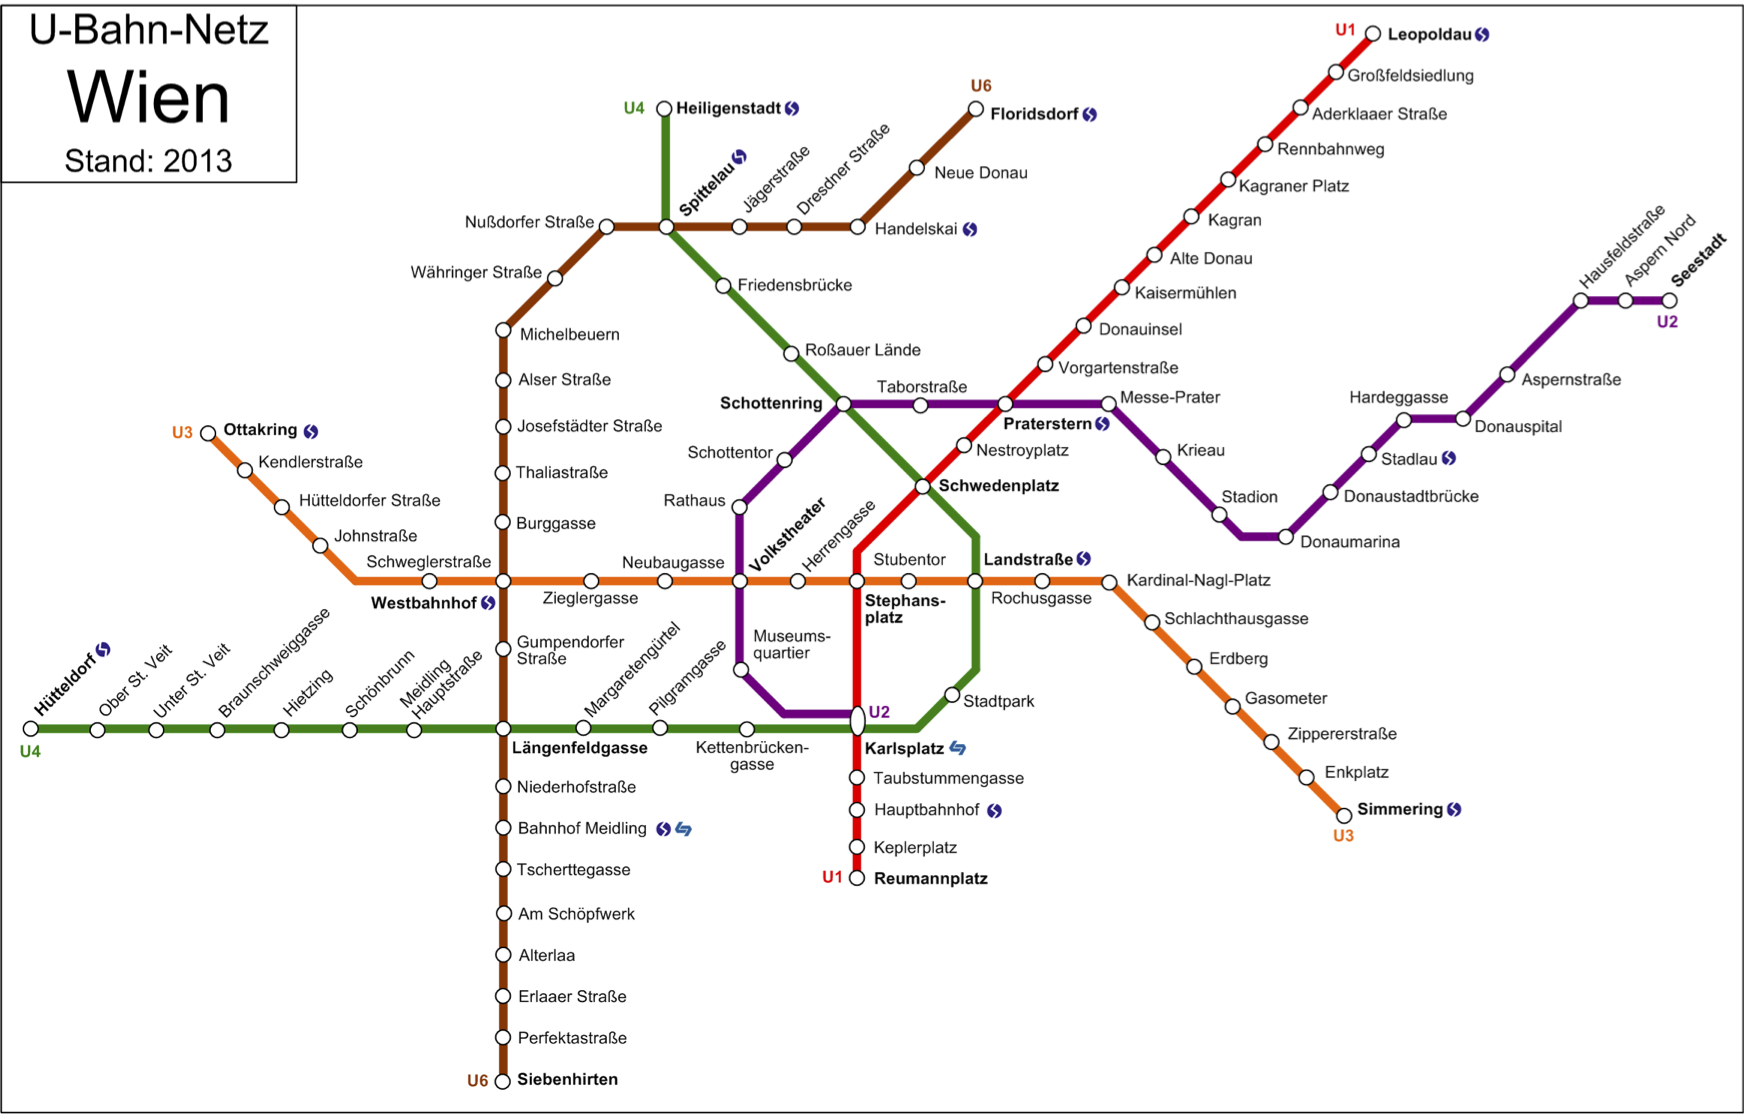 U-Bahn-Netz
Wien
Stand: 2013
U1
Leopoldau
Großfeldsiedlung
Aderklaaer Straße
Rennbahnweg
Kagraner Platz
Kagran
Alte Donau
Kaisermühlen
Donauinsel
Vorgartenstraße
U4
Heiligenstadt
U6
Floridsdorf
Neue Donau
Handelskai
Dresdner Straße
Jägerstraße
Spittelau
Nußdorfer Straße
Währinger Straße
Michelbeuern
Alser Straße
Josefstädter Straße
Thaliastraße
Burggasse
Friedensbrücke
Roßauer Lände
Schottenring
Taborstraße
Praterstern
Messe-Prater
Krieau
Stadion
Donaumarina
Donaustadtbrücke
Stadlau
Hardeggasse
Donauspital
Aspernstraße
Hausfeldstraße
Aspern Nord
Seestadt
U2
Nestroyplatz
Schwedenplatz
Schottentor
Rathaus
Volkstheater
Herrengasse
U3
Ottakring
Kendlerstraße
Hütteldorfer Straße
Johnstraße
Schweglerstraße
Westbahnhof
Zieglergasse
Neubaugasse
Stephans-
platz
Stubentor
Landstraße
Rochusgasse
Kardinal-Nagl-Platz
Schlachthausgasse
Erdberg
Gasometer
Zippererstraße
Enkplatz
Simmering
U3
Gumpendorfer
Straße
Museums-
quartier
U2
Stadtpark
Hütteldorf
U4
Ober St. Veit
Unter St. Veit
Braunschweiggasse
Hietzing
Schönbrunn
Meidling
Hauptstraße
Längenfeldgasse
Margaretengürtel
Pilgramgasse
Kettenbrücken-
gasse
Karlsplatz
Taubstummengasse
Hauptbahnhof
Keplerplatz
U1
Reumannplatz
Niederhofstraße
Bahnhof Meidling
Tscherttegasse
Am Schöpfwerk
Alterlaa
Erlaaer Straße
Perfektastraße
U6
Siebenhirten